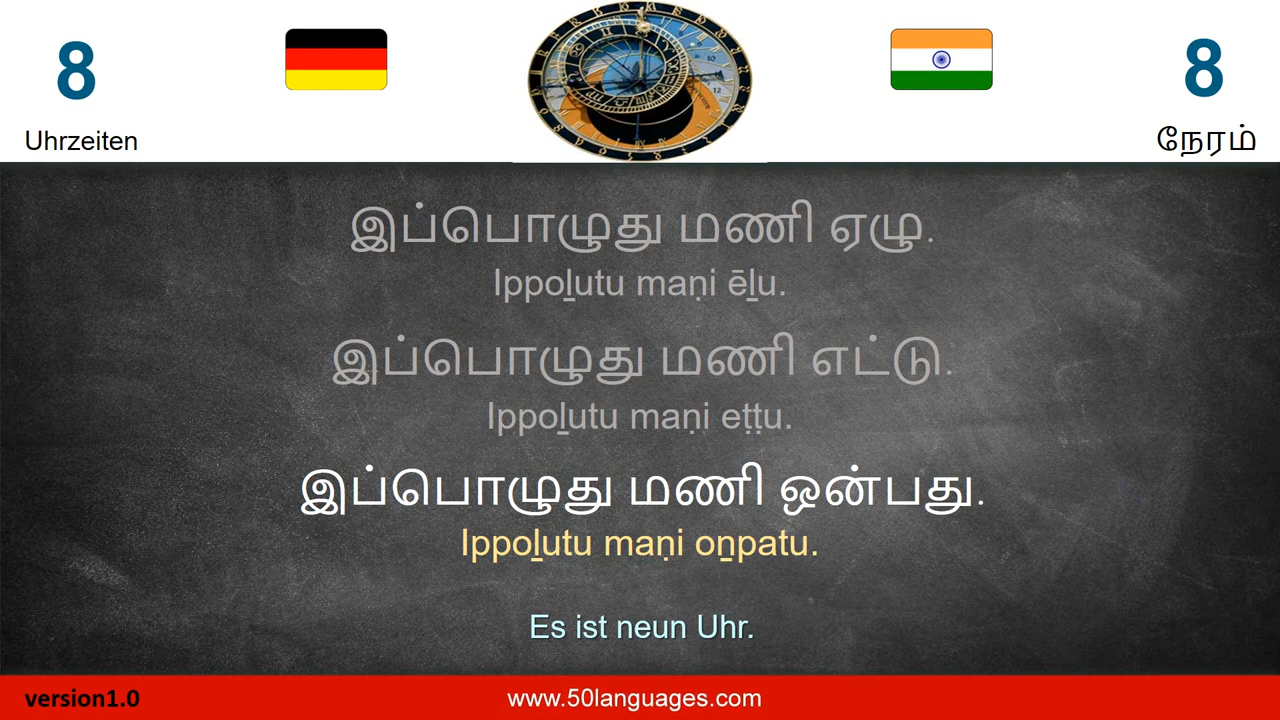 8
8
Uhrzeiten
நேரம்
இப்பொழுது மணி ஏழு.
Ippoḻutu maṇi ēḻu.
இப்பொழுது மணி எட்டு.
Ippoḻutu maṇi eṭṭu.
இப்பொழுது மணி ஒன்பது.
Ippoḻutu maṇi oṉpatu.
Es ist neun Uhr.
version1.0
www.50languages.com